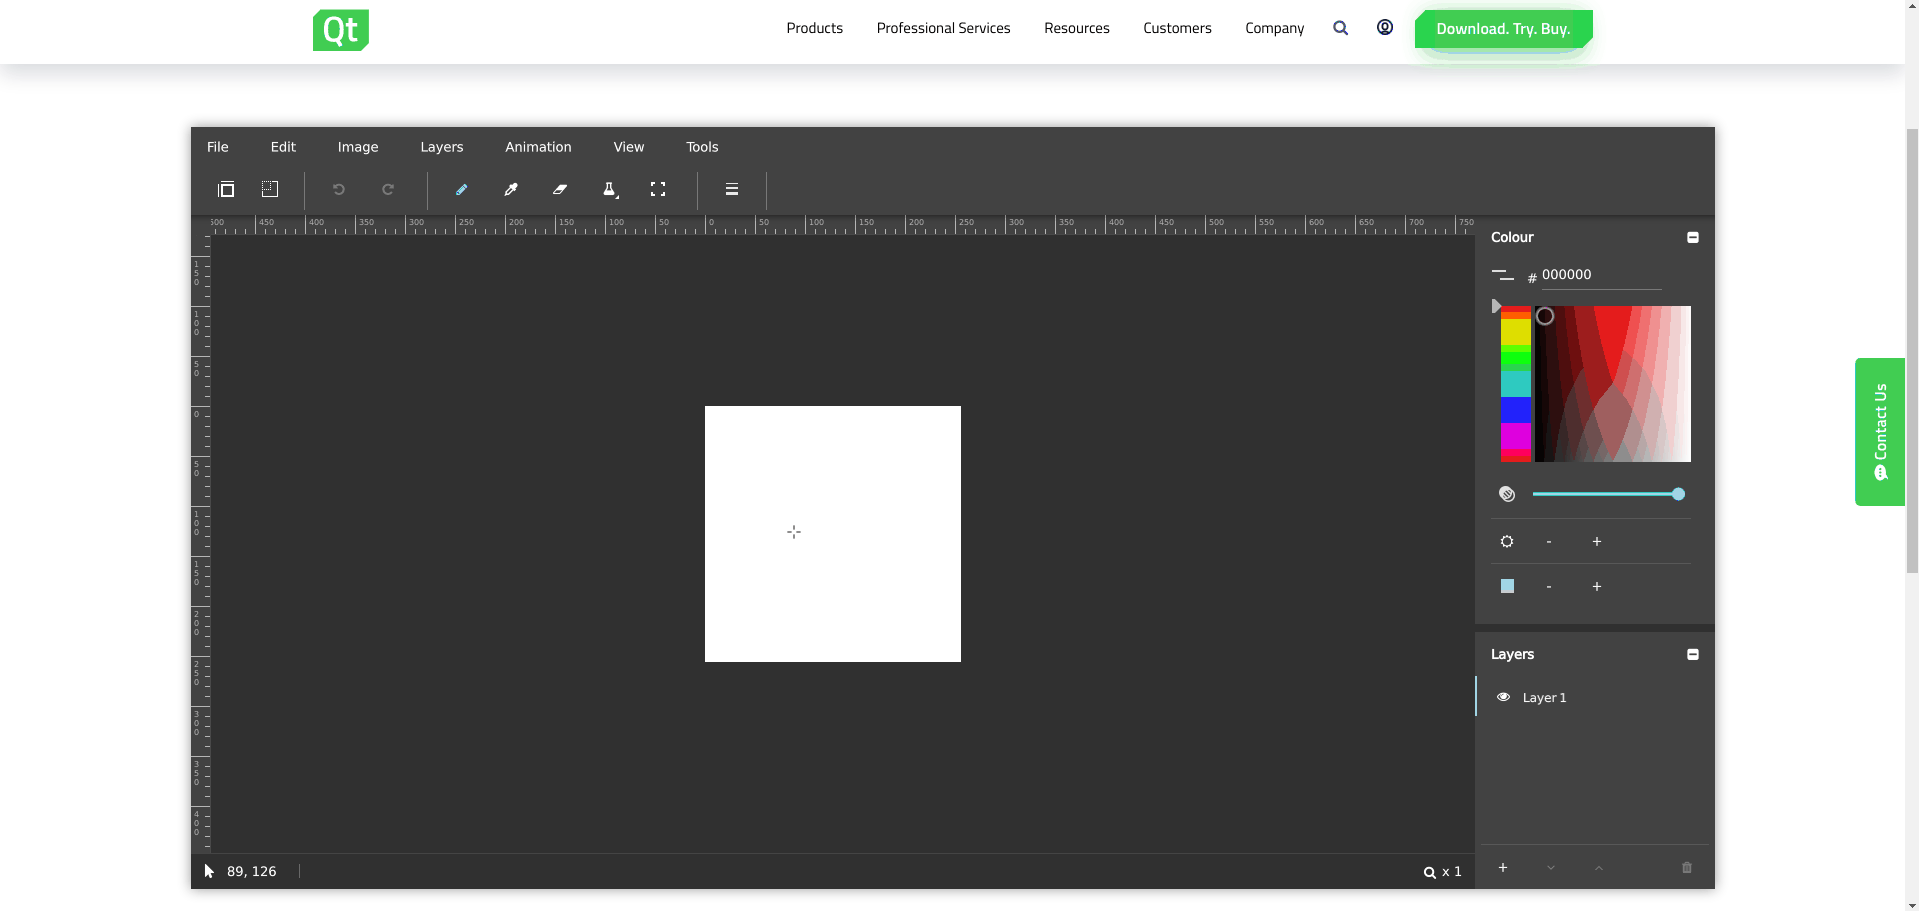 Qt Products Professional Services Resources Customers Company Download. Try. Buy.
File Edit Image Layers Animation View Tools
500 450 400 350 300 250 200 150 100 50 0 50 100 150 200 250 300 350 400 450 500 550 600 650 700 750
Colour
# 000000
- +
- +
150
100
50
0
50
100
150
200
250
300
350
400
Contact Us
Layers
Layer 1
+
89, 126
x 1